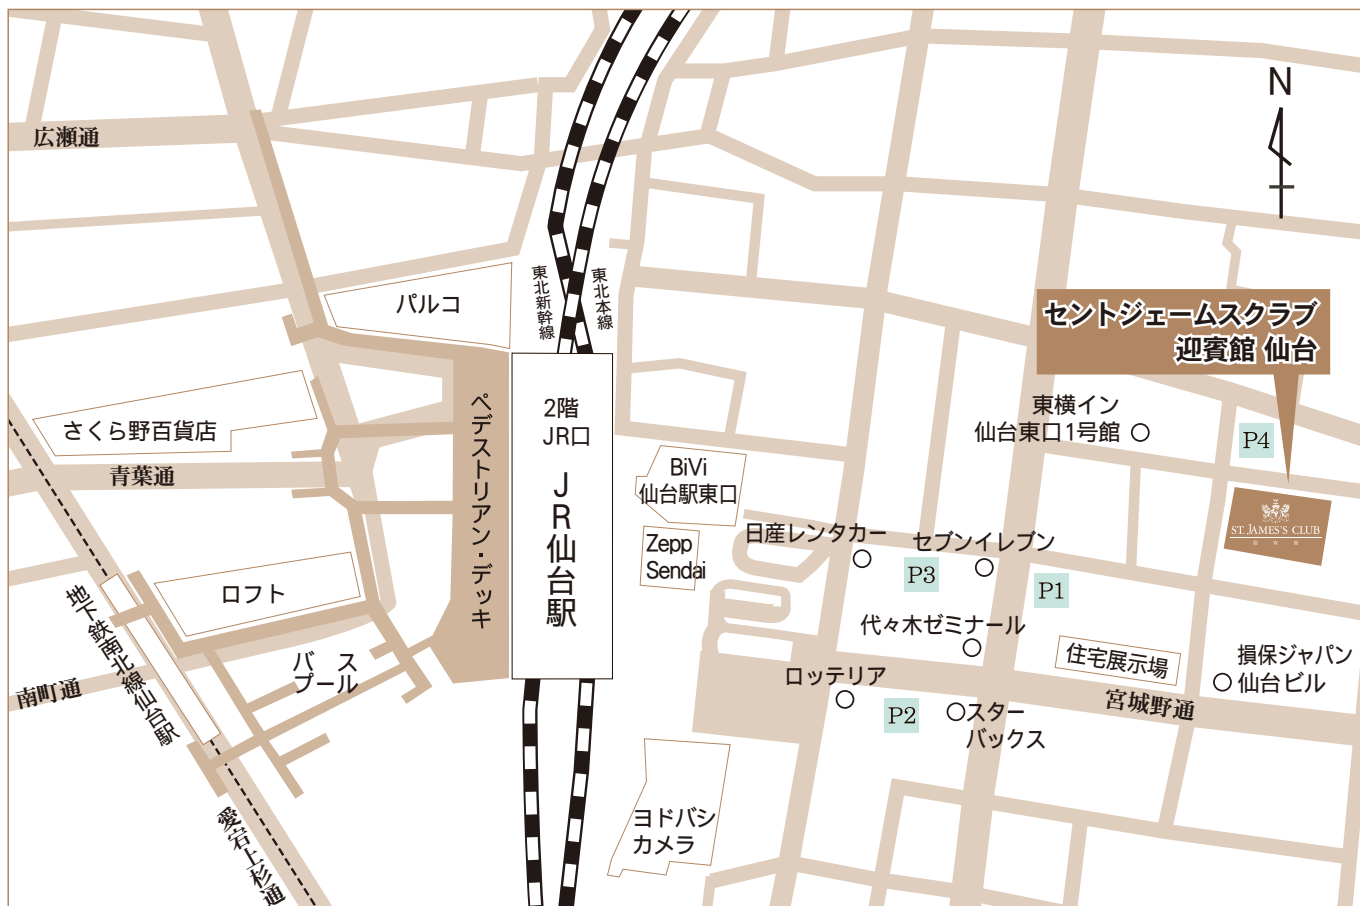 広瀬通
N
東北新幹線
東北本線
パルコ
セントジェームスクラブ
迎賓館 仙台
ペデストリアン・デッキ
2階
JR口
JR仙台駅
東横イン
仙台東口1号館
P4
さくら野百貨店
青葉通
BiVi
仙台駅東口
ST.JAMES'S CLUB
迎賓館
日産レンタカー
セブンイレブン
Zepp
Sendai
P3
P1
ロフト
代々木ゼミナール
地下鉄南北線仙台駅
バス
プール
住宅展示場
損保ジャパン
仙台ビル
南町通
ロッテリア
宮城野通
P2
スター
バックス
ヨドバシ
カメラ
愛宕上杉通